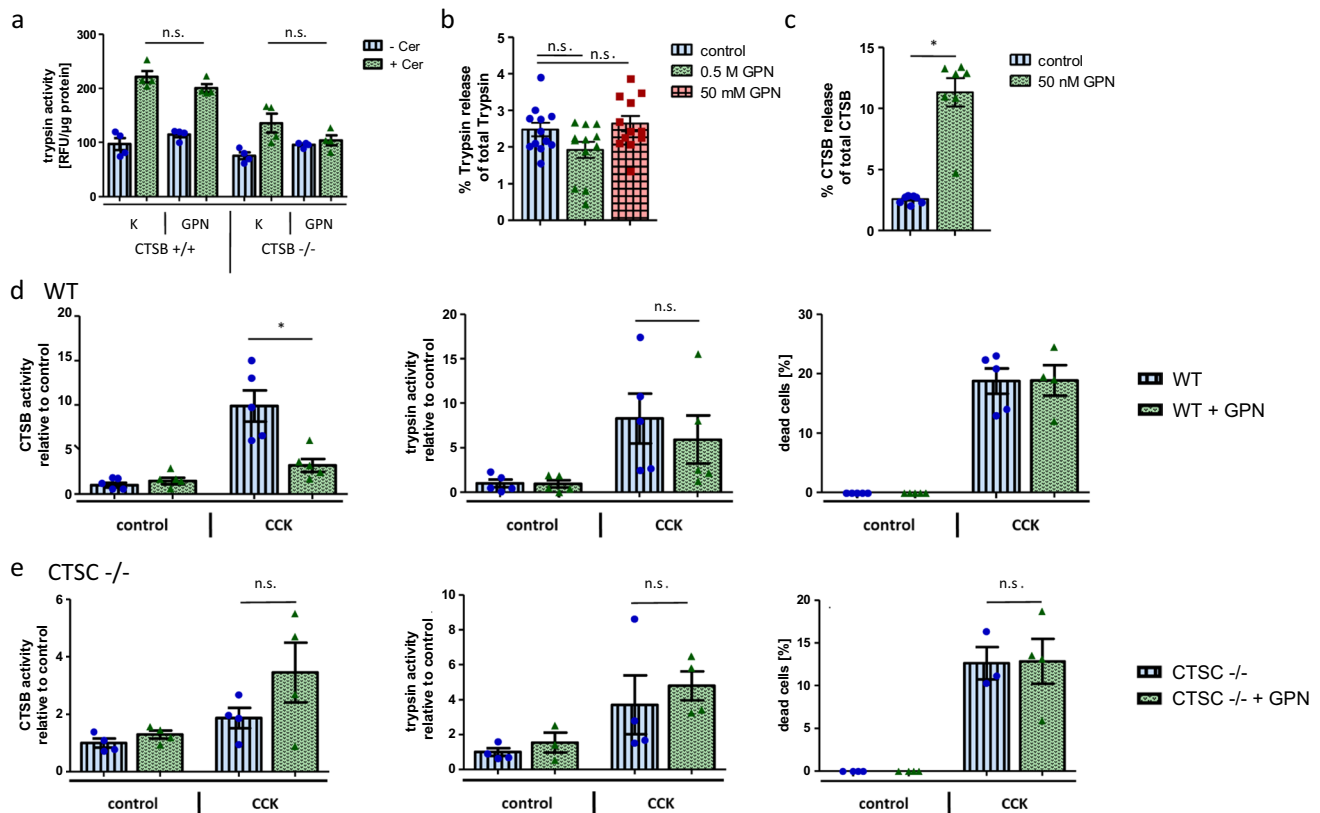 a
n.s.
n.s.
- Cer
+ Cer
trypsin activity
[RFU/µg protein]
300
200
100
0
K
GPN
K
GPN
CTSB +/+
CTSB -/-
b
n.s.
n.s.
control
0.5 M GPN
50 mM GPN
% Trypsin release
of total Trypsin
5
4
3
2
1
0
c
*
control
50 nM GPN
% CTSB release
of total CTSB
15
10
5
0
d WT
CTSB activity
relative to control
20
15
10
5
0
*
control
CCK
trypsin activity
relative to control
20
15
10
5
0
n.s.
control
CCK
dead cells [%]
30
20
10
0
control
CCK
WT
WT + GPN
e CTSC -/-
CTSB activity
relative to control
6
4
2
0
n.s.
control
CCK
trypsin activity
relative to control
10
8
6
4
2
0
n.s.
control
CCK
dead cells [%]
20
15
10
5
0
n.s.
control
CCK
CTSC -/-
CTSC -/- + GPN